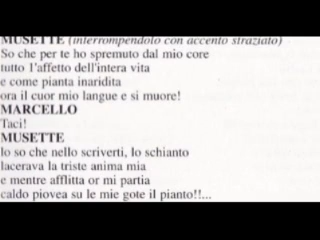 MUSETTE (interrompendolo con accento straziato)
So che per te ho spremuto dal mio core
tutto l'affetto dell'intera vita
e come pianta inaridita
ora il cuor mio langue e si muore!
MARCELLO
Taci!
MUSETTE
Io so che nello scriverti, lo schianto
lacerava la triste anima mia
e mentre afflitta or mi partia
caldo piovea su le mie gote il pianto!!...